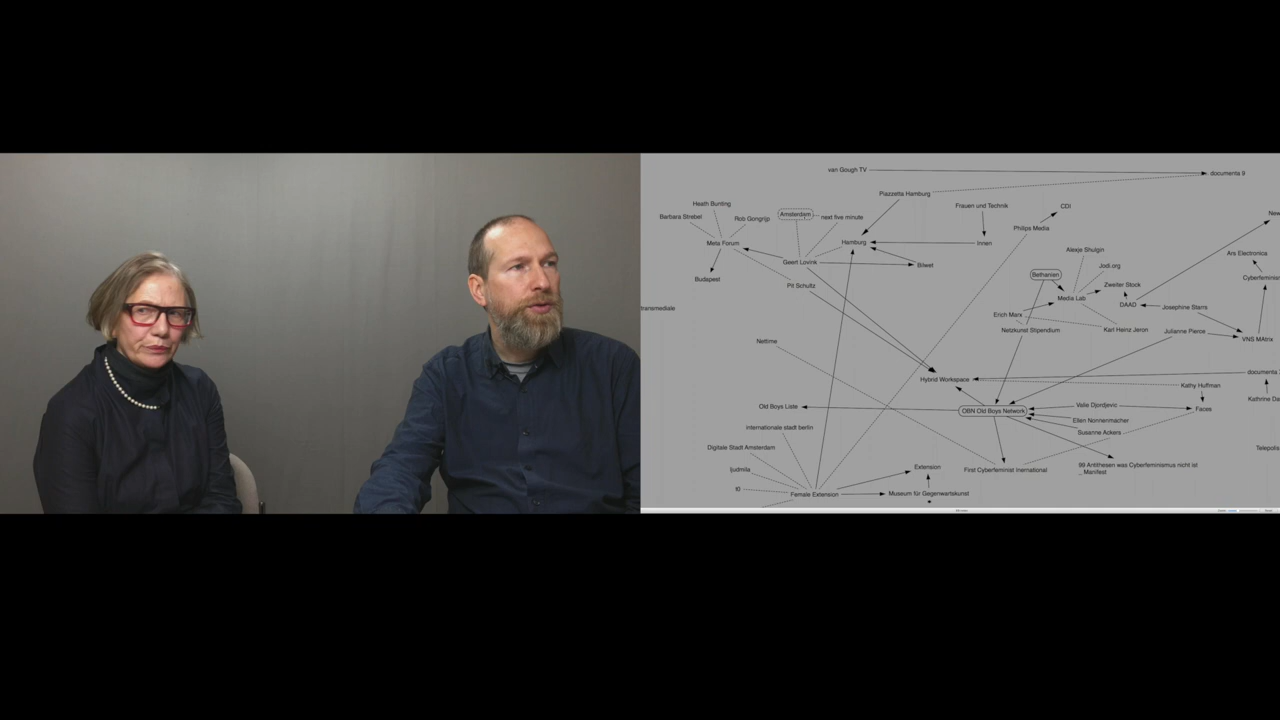 van Gough TV
documenta 9
Piazzetta Hamburg
Heath Bunting
Frauen und Technik
CDI
Barbara Strebel
Rob Gongrijp
Amsterdam
next five minute
Philips Media
Meta Forum
Hamburg
innen
Alexje Shulgin
Ars Electronica
Geert Lovink
Bilwet
Jodi.org
Budapest
Bethanien
Pit Schultz
Zweiter Stock
Media Lab
DAAD
Josephine Starrs
transmediale
Erich Marx
Netzkunst Stipendium
Karl Heinz Jeron
Julianne Pierce
VNS MAtrix
Nettime
Hybrid Workspace
documenta
Kathy Huffman
Old Boys Liste
OBN Old Boys Network
Valie Djordjevic
Faces
Ellen Nonnenmacher
internationale stadt berlin
Susanne Ackers
Digitale Stadt Amsterdam
ljudmila
Extension
First Cyberfeminist Inernational
99 Antithesen was Cyberfeminismus nicht ist
_ Manifest
Female Extension
Museum für Gegenwartskunst